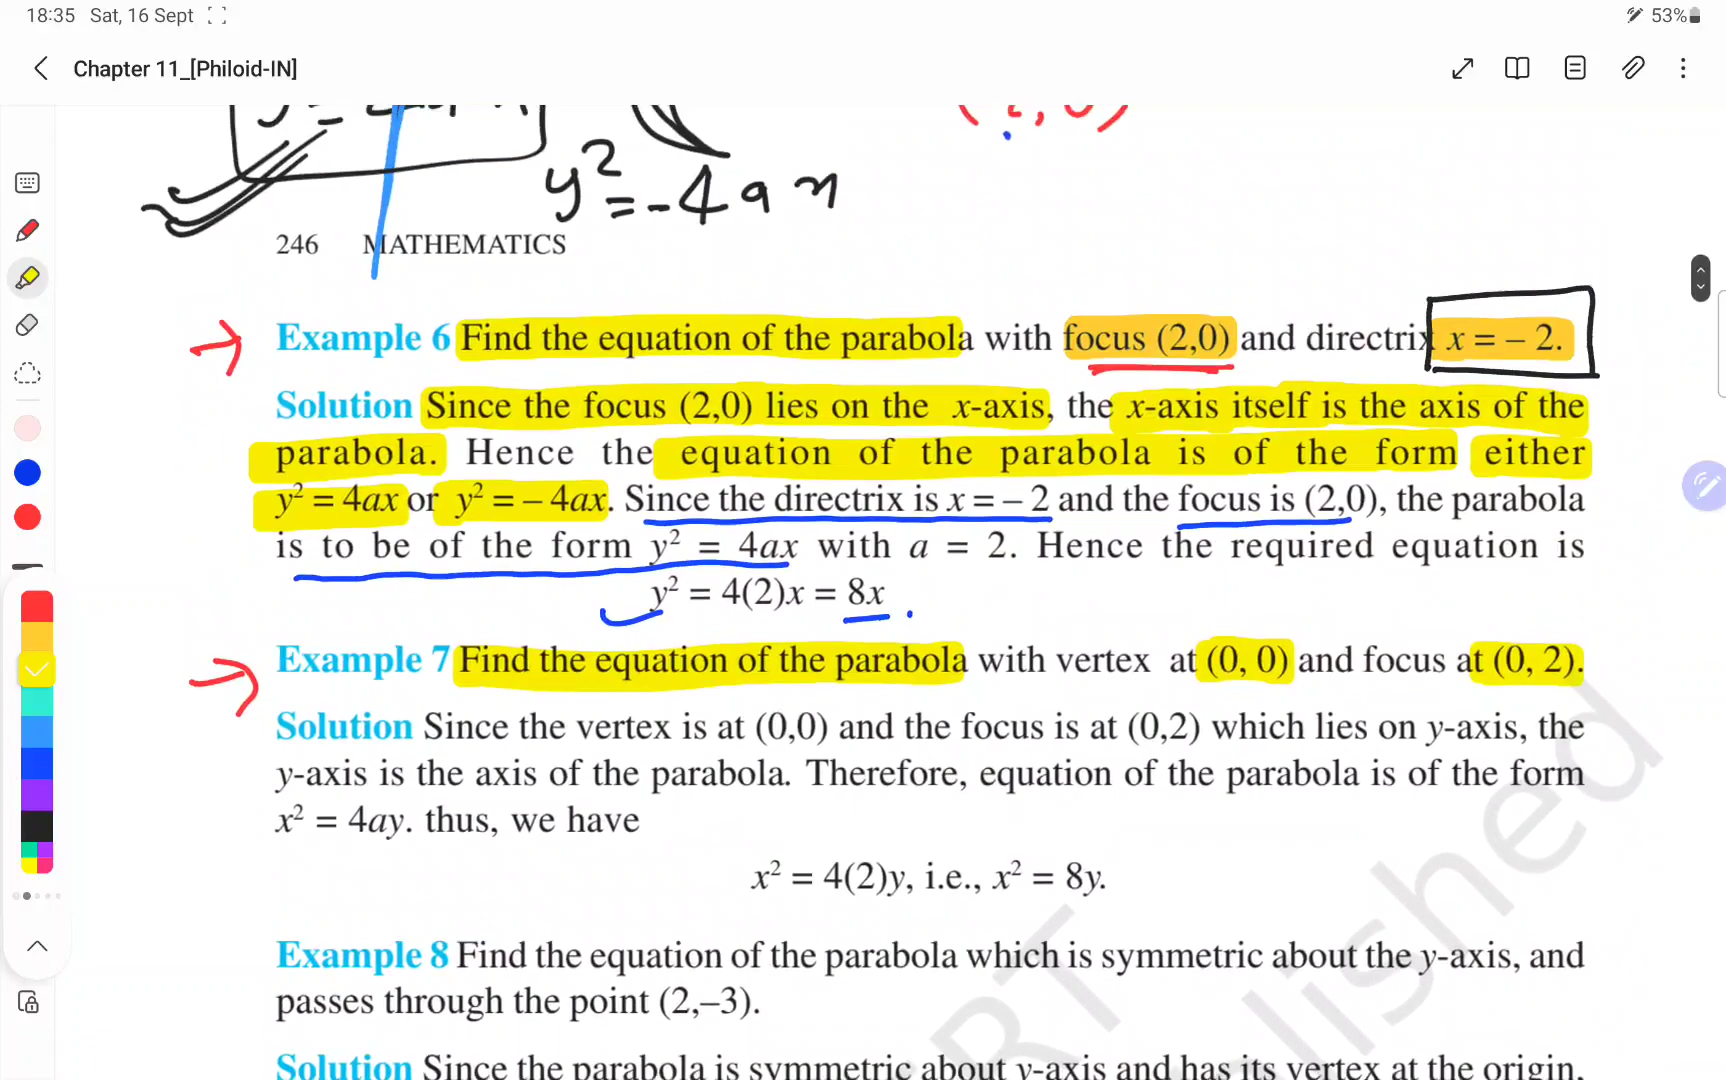 18:35 Sat, 16 Sept
53%
Chapter 11_[Philoid-IN]
y² = -4ax
246 MATHEMATICS
Example 6 Find the equation of the parabola with focus (2,0) and directrix x = – 2.
Solution Since the focus (2,0) lies on the x-axis, the x-axis itself is the axis of the
parabola. Hence the equation of the parabola is of the form either
y² = 4ax or y² = – 4ax. Since the directrix is x = – 2 and the focus is (2,0), the parabola
is to be of the form y² = 4ax with a = 2. Hence the required equation is
y² = 4(2)x = 8x
Example 7 Find the equation of the parabola with vertex at (0, 0) and focus at (0, 2).
Solution Since the vertex is at (0,0) and the focus is at (0,2) which lies on y-axis, the
y-axis is the axis of the parabola. Therefore, equation of the parabola is of the form
x² = 4ay. thus, we have
x² = 4(2)y, i.e., x² = 8y.
Example 8 Find the equation of the parabola which is symmetric about the y-axis, and
passes through the point (2,–3).
Solution Since the parabola is symmetric about y-axis and has its vertex at the origin,